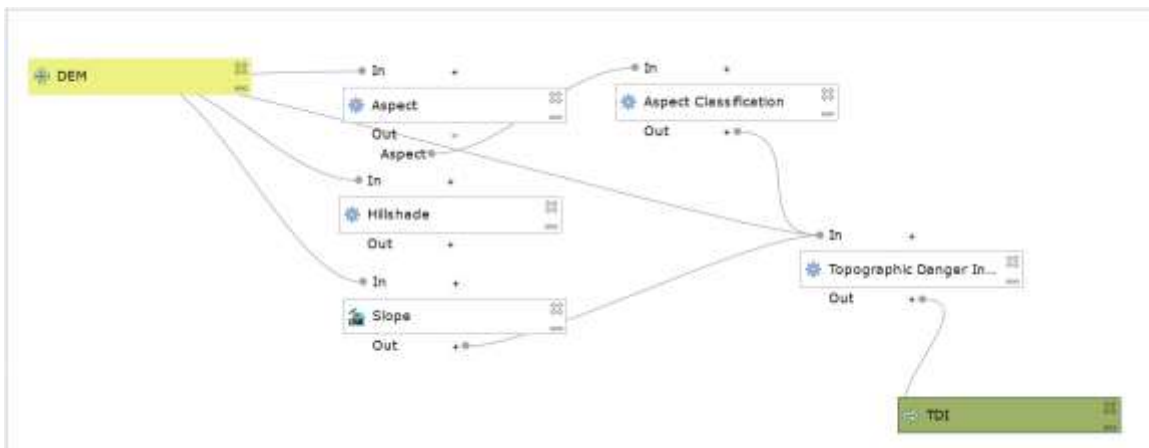 DEM
In
+
Aspect
Out
-
Aspect
In
+
Aspect Classfication
Out
+
In
+
Hillshade
Out
+
In
+
Slope
Out
+
In
+
Topographic Danger In...
Out
+
TDI